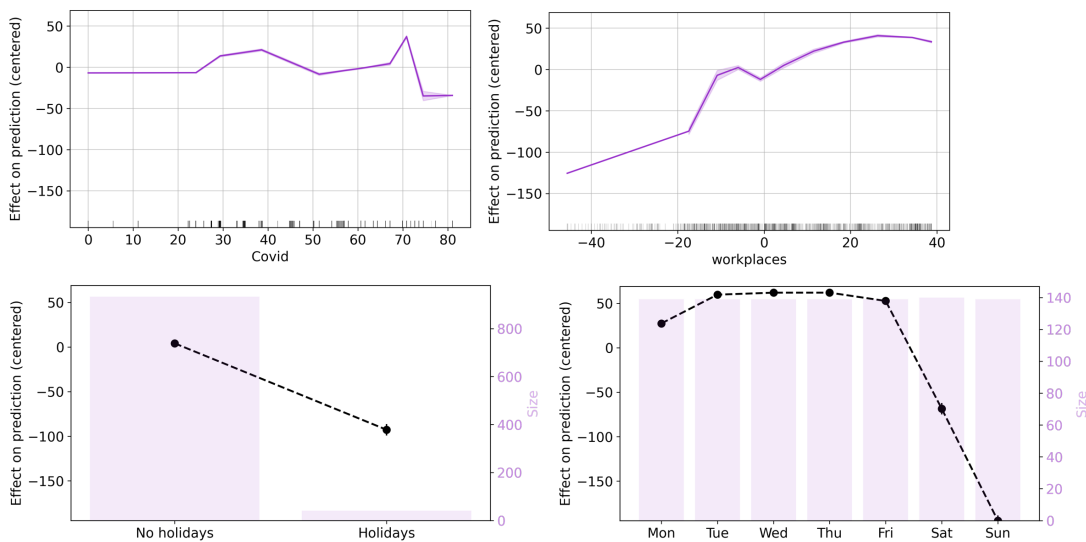 Effect on prediction (centered)
50
0
−50
−100
−150
0 10 20 30 40 50 60 70 80
Covid
Effect on prediction (centered)
50
0
−50
−100
−150
−40 −20 0 20 40
workplaces
Effect on prediction (centered)
50
0
−50
−100
−150
No holidays Holidays
800
600
400
200
0
Size
Effect on prediction (centered)
50
0
−50
−100
−150
Mon Tue Wed Thu Fri Sat Sun
140
120
100
80
60
40
20
0
Size